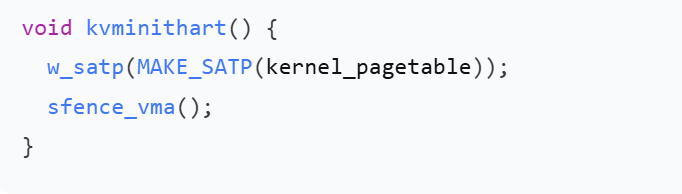 void kvminithart() {
  w_satp(MAKE_SATP(kernel_pagetable));
  sfence_vma();
}